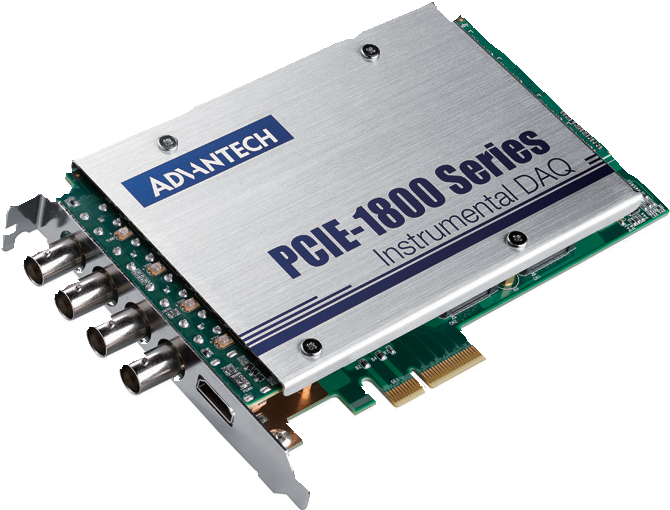 ADVANTECH
PCIE-1800 Series
Instrumental DAQ